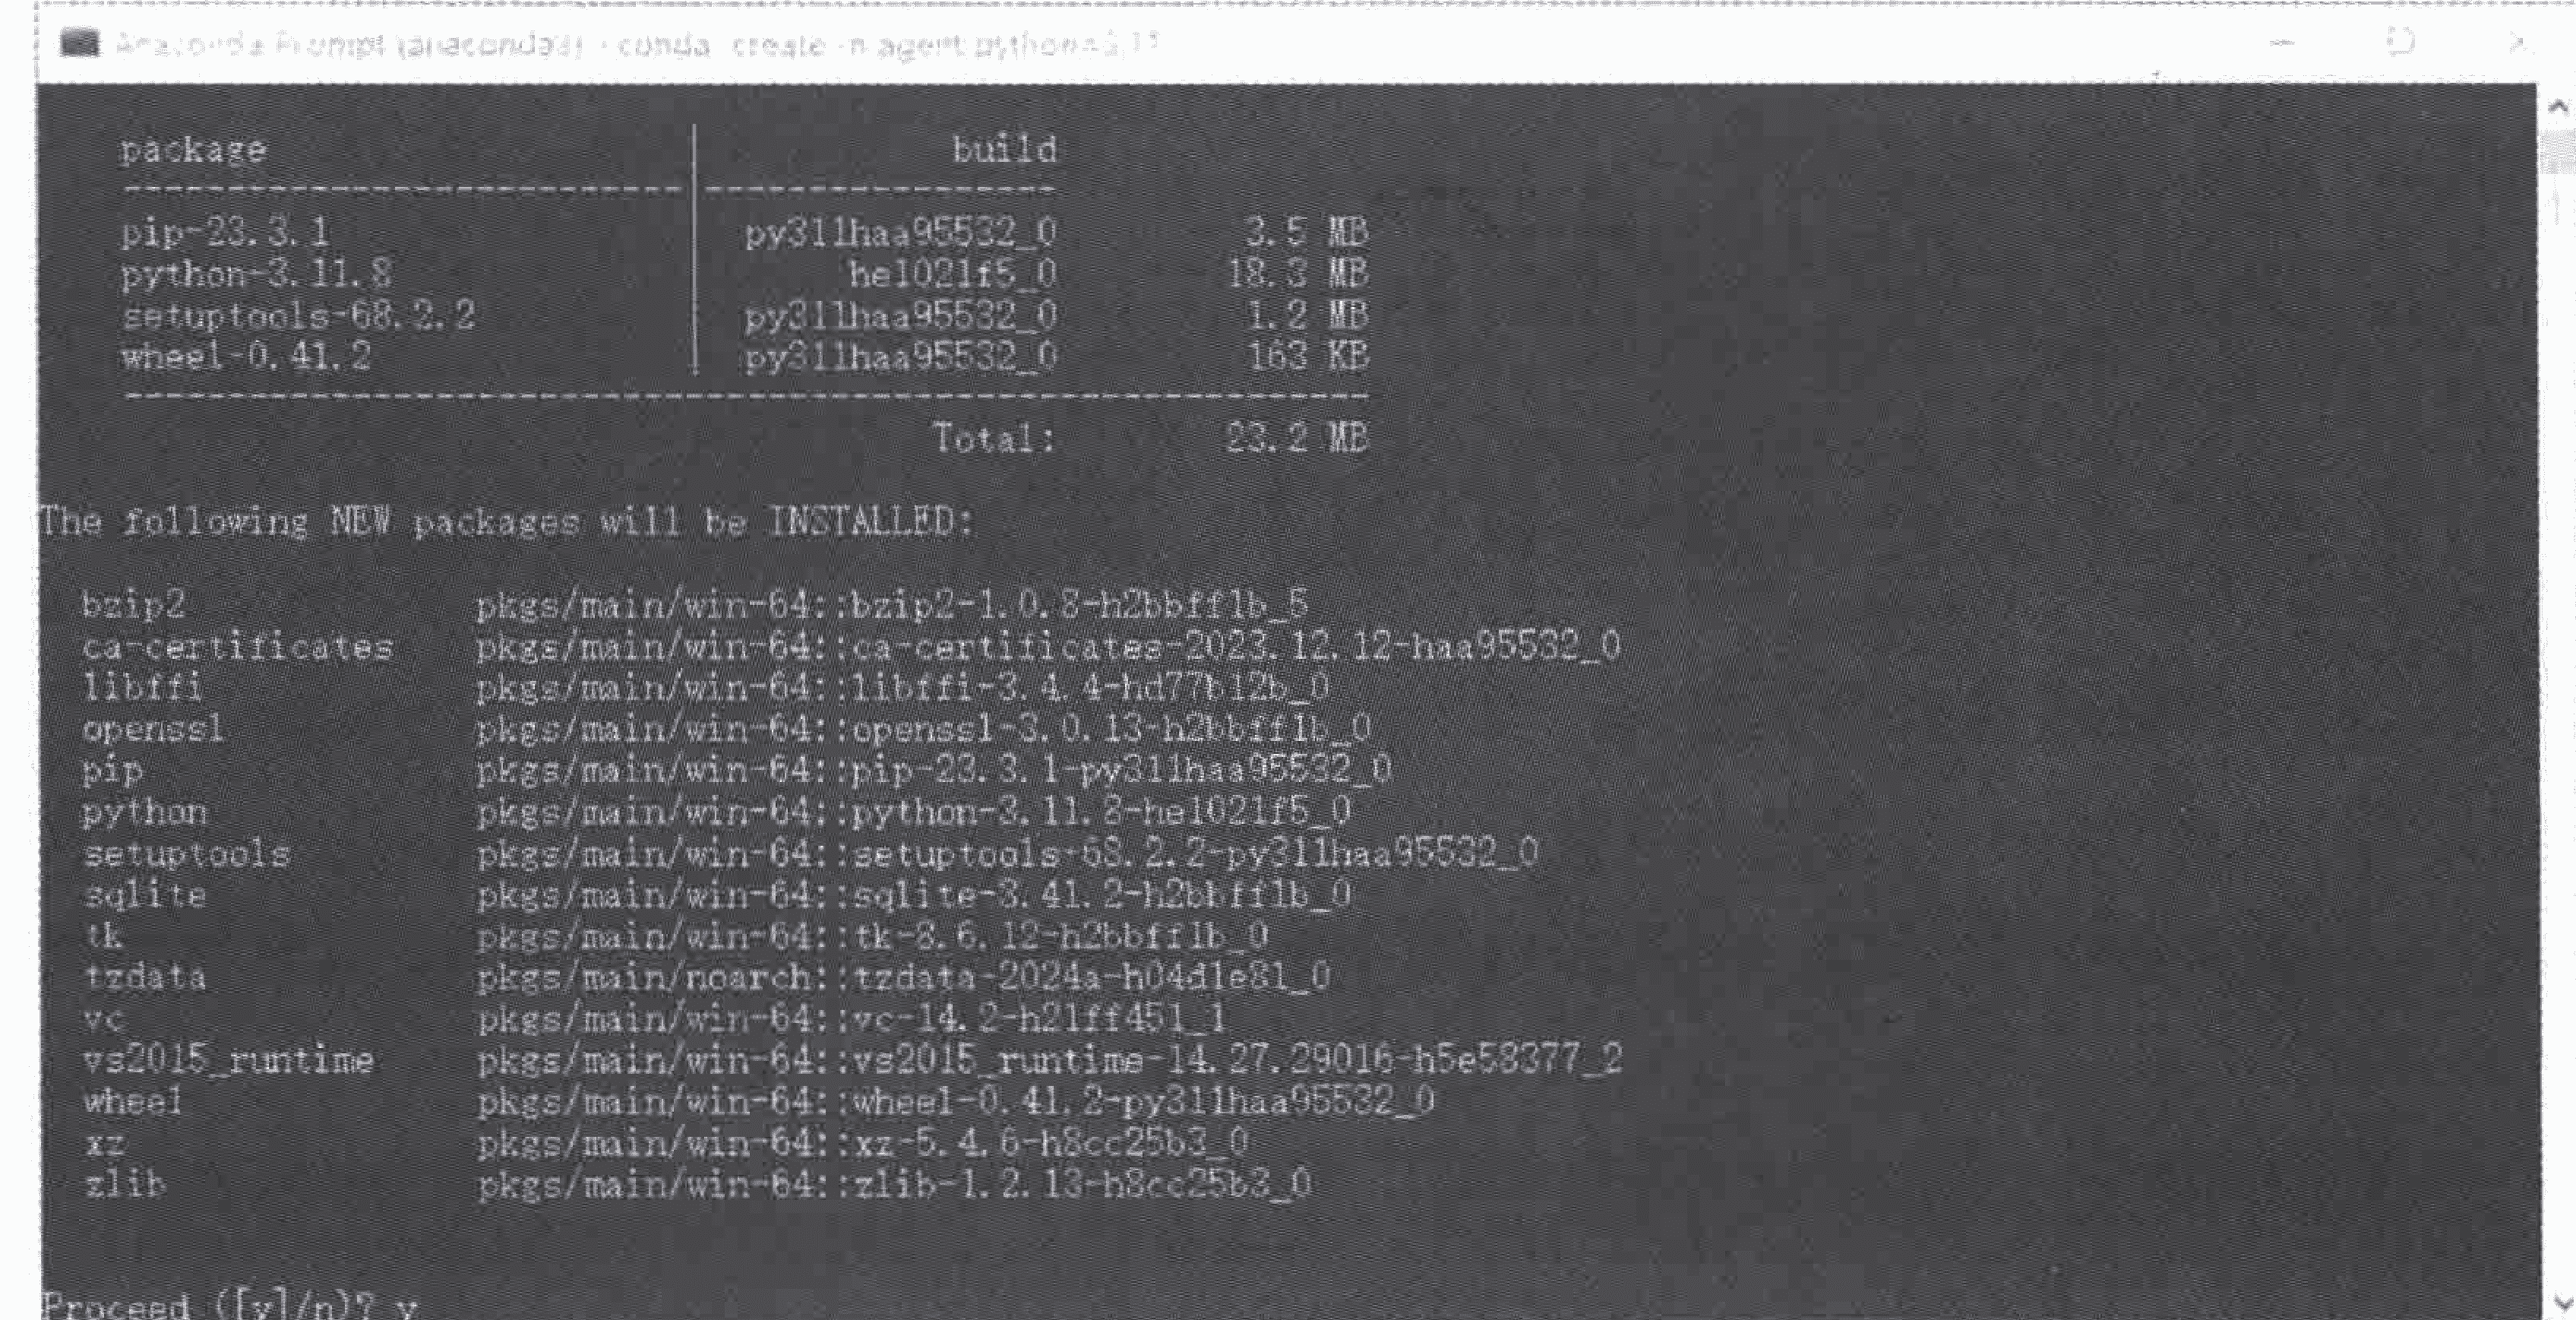 Anaconda Prompt (anaconda3) - conda create -n agent python=3.11
package build
pip-23.3.1 py311haa95532_0 3.5 MB
python-3.11.8 he1021f5_0 18.3 MB
setuptools-68.2.2 py311haa95532_0 1.2 MB
wheel-0.41.2 py311haa95532_0 163 KB
Total: 23.2 MB
The following NEW packages will be INSTALLED:
bzip2 pkgs/main/win-64::bzip2-1.0.8-h2bbff1b_5
ca-certificates pkgs/main/win-64::ca-certificates-2023.12.12-haa95532_0
libffi pkgs/main/win-64::libffi-3.4.4-hd77b12b_0
openssl pkgs/main/win-64::openssl-3.0.13-h2bbff1b_0
pip pkgs/main/win-64::pip-23.3.1-py311haa95532_0
python pkgs/main/win-64::python-3.11.8-he1021f5_0
setuptools pkgs/main/win-64::setuptools-68.2.2-py311haa95532_0
sqlite pkgs/main/win-64::sqlite-3.41.2-h2bbff1b_0
tk pkgs/main/win-64::tk-8.6.12-h2bbff1b_0
tzdata pkgs/main/noarch::tzdata-2024a-h04d1e81_0
vc pkgs/main/win-64::vc-14.2-h21ff451_1
vs2015_runtime pkgs/main/win-64::vs2015_runtime-14.27.29016-h5e58377_2
wheel pkgs/main/win-64::wheel-0.41.2-py311haa95532_0
xz pkgs/main/win-64::xz-5.4.6-h8cc25b3_0
zlib pkgs/main/win-64::zlib-1.2.13-h8cc25b3_0
Proceed ([y]/n)? y